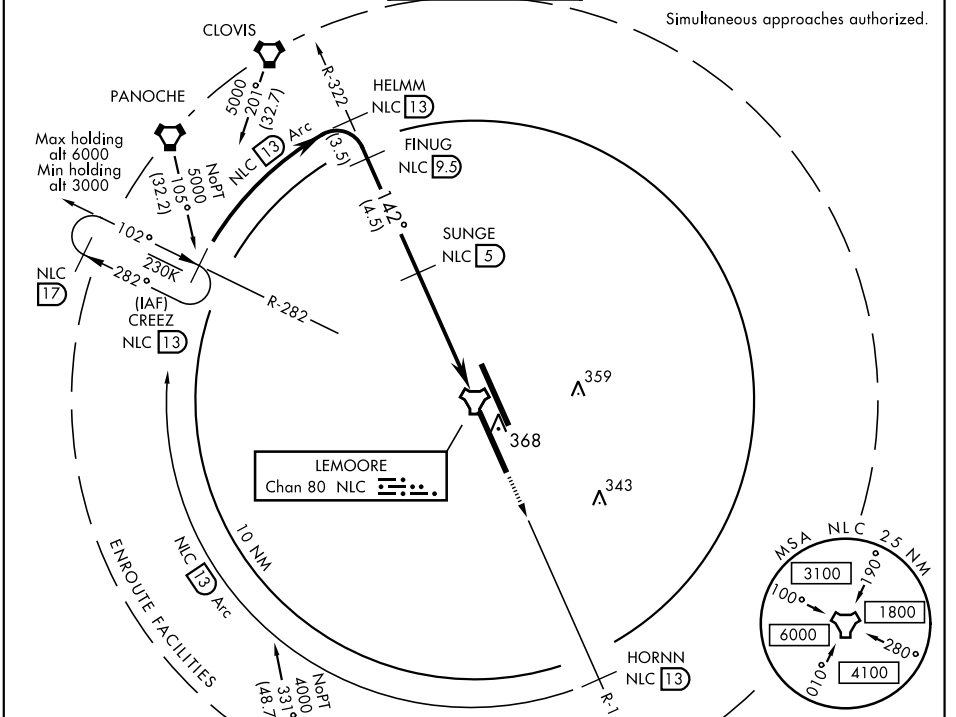 Simultaneous approaches authorized.
CLOVIS
5000
201°
(32.7)
R-322
HELMM
NLC 13
PANOCHE
Max holding
alt 6000
Min holding
alt 3000
NoPT
5000
105°
(32.2)
NLC 13 Arc
(3.5)
FINUG
NLC 9.5
142°
(4.5)
102°
230K
282°
NLC
17
(IAF)
CREEZ
NLC 13
R-282
SUNGE
NLC 5
359
368
343
LEMOORE
Chan 80 NLC
10 NM
NLC 13 Arc
ENROUTE FACILITIES
NoPT
4000
331°
(48.7
HORNN
NLC 13
R-1
MSA NLC 25 NM
3100
190°
100°
1800
6000
280°
010°
4100